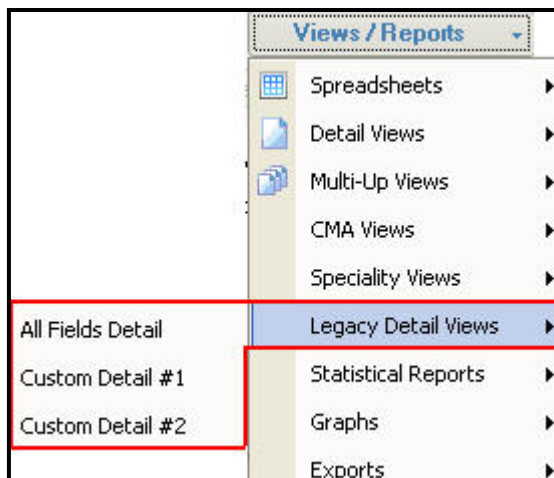 Views / Reports
Spreadsheets
Detail Views
Multi-Up Views
CMA Views
Speciality Views
Legacy Detail Views
All Fields Detail
Custom Detail #1
Custom Detail #2
Statistical Reports
Graphs
Exports